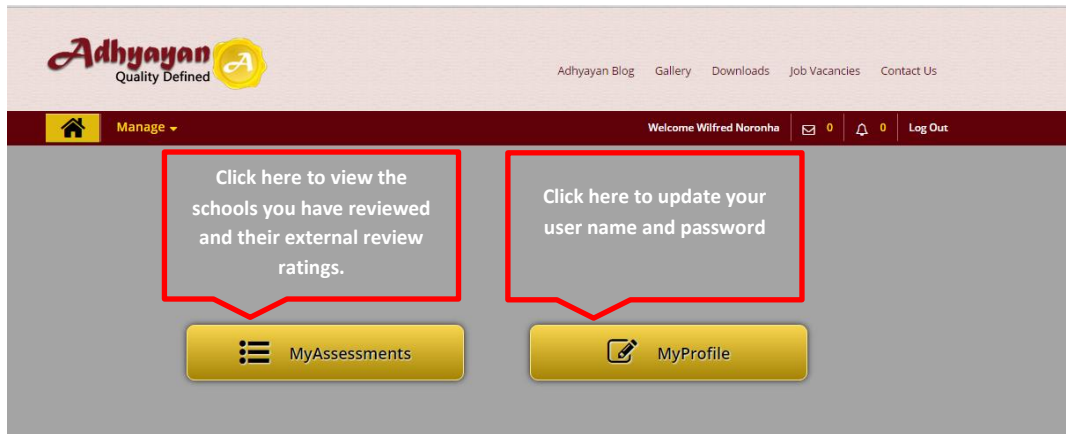 Adhyayan
Quality Defined
A
Adhyayan Blog Gallery Downloads Job Vacancies Contact Us
Manage
Welcome Wilfred Noronha 0 0 Log Out
Click here to view the
schools you have reviewed
and their external review
ratings.
Click here to update your
user name and password
MyAssessments
MyProfile